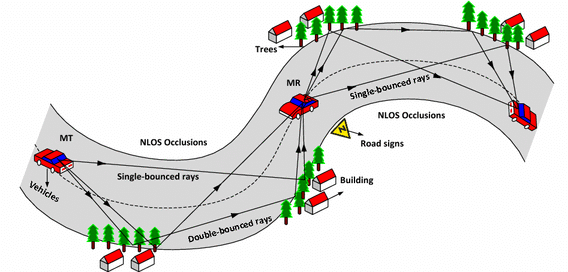 Trees
MR
Single-bounced rays
NLOS Occlusions
NLOS Occlusions
MT
Road signs
Single-bounced rays
Vehicles
Building
Double-bounced rays